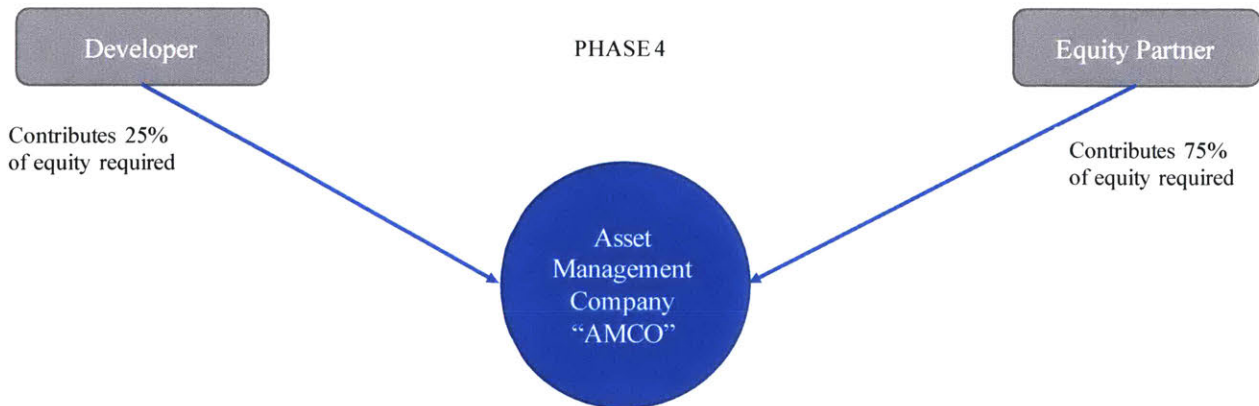 Developer
PHASE 4
Equity Partner
Contributes 25%
of equity required
Contributes 75%
of equity required
Asset
Management
Company
“AMCO”